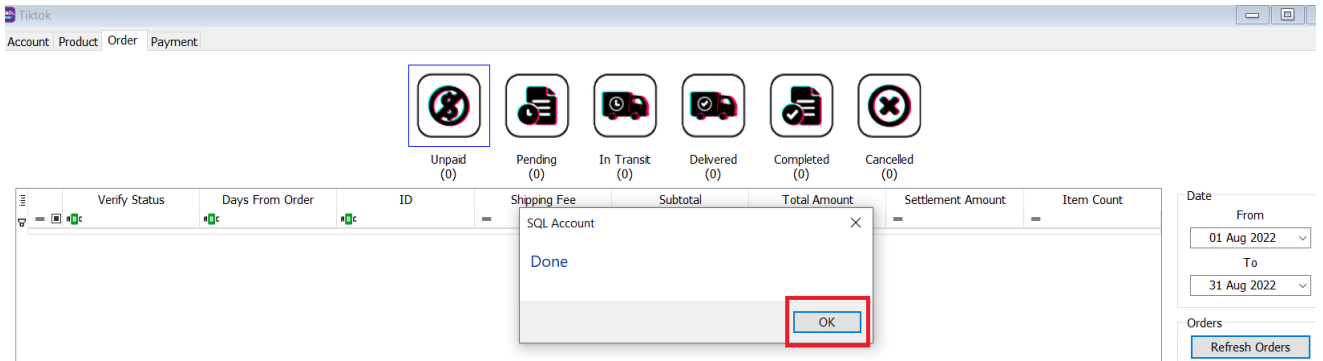 Tiktok
Account Product Order Payment
Unpaid Pending In Transit Delivered Completed Cancelled
(0) (0) (0) (0) (0) (0)
Verify Status Days From Order ID Shipping Fee Subtotal Total Amount Settlement Amount Item Count
Date
From
01 Aug 2022
To
31 Aug 2022
SQL Account
Done
OK
Orders
Refresh Orders